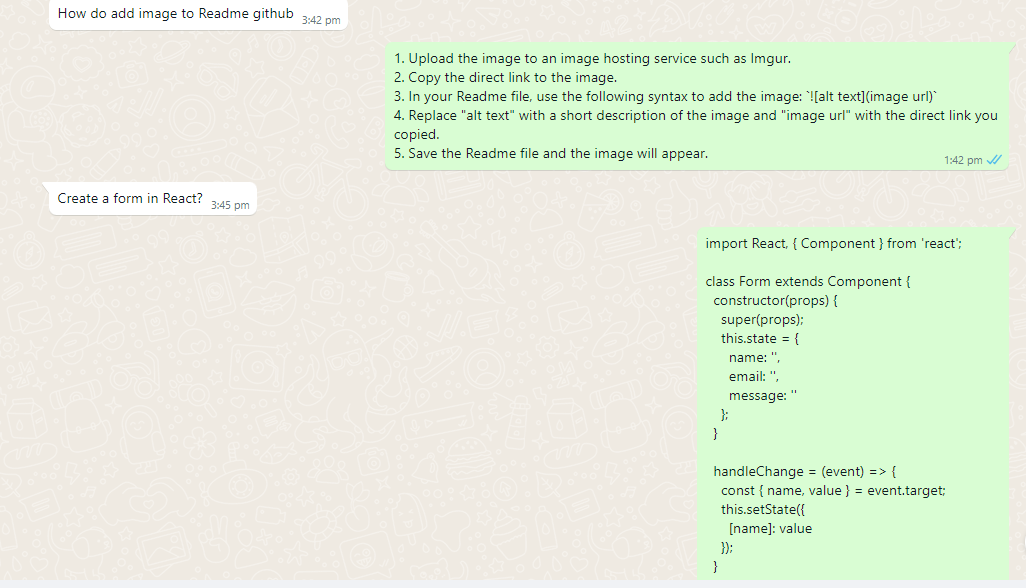 How do add image to Readme github 3:42 pm
1. Upload the image to an image hosting service such as Imgur.
2. Copy the direct link to the image.
3. In your Readme file, use the following syntax to add the image: `![alt text](image url)`
4. Replace "alt text" with a short description of the image and "image url" with the direct link you
copied.
5. Save the Readme file and the image will appear.
1:42 pm
Create a form in React? 3:45 pm
import React, { Component } from 'react';
class Form extends Component {
constructor(props) {
super(props);
this.state = {
name: '',
email: '',
message: ''
};
}
handleChange = (event) => {
const { name, value } = event.target;
this.setState({
[name]: value
});
}